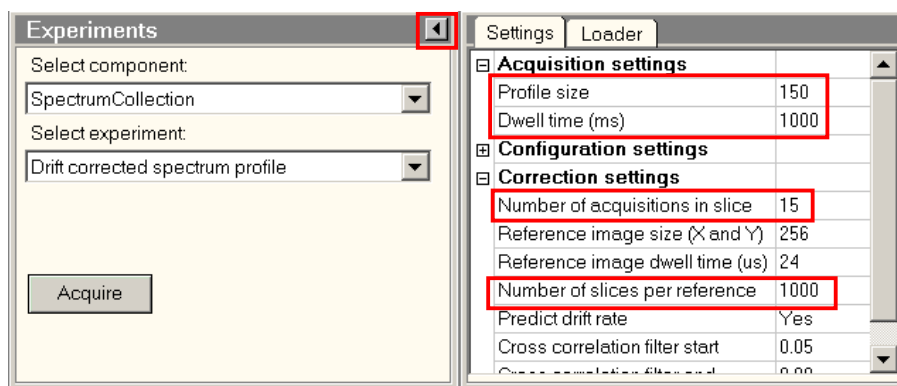 Experiments
Select component:
SpectrumCollection
Select experiment:
Drift corrected spectrum profile
Acquire
Settings Loader
Acquisition settings
Profile size 150
Dwell time (ms) 1000
Configuration settings
Correction settings
Number of acquisitions in slice 15
Reference image size (X and Y) 256
Reference image dwell time (us) 24
Number of slices per reference 1000
Predict drift rate Yes
Cross correlation filter start 0.05